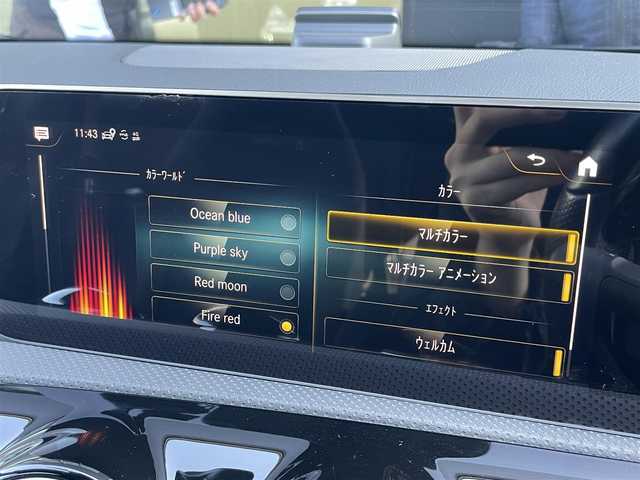 11:43
カラーワールド
Ocean blue
Purple sky
Red moon
Fire red
カラー
マルチカラー
マルチカラー アニメーション
エフェクト
ウェルカム